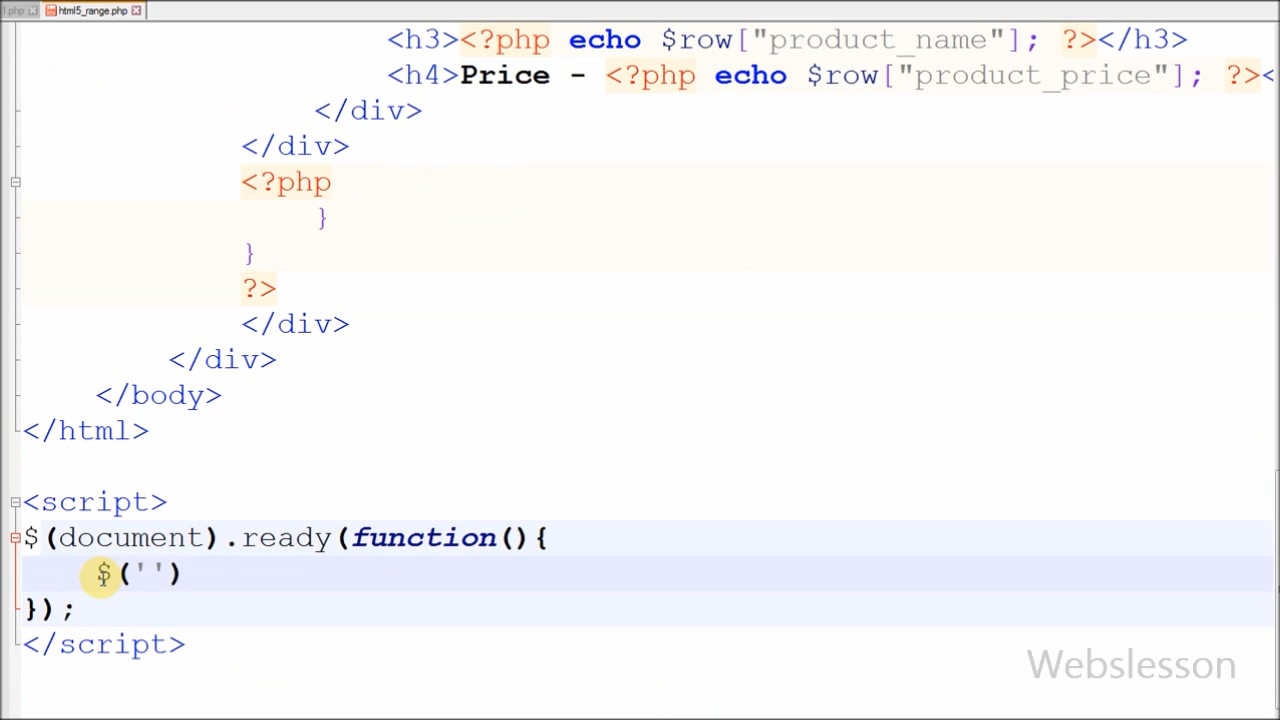 1.php html5_range.php
<h3><?php echo $row["product_name"]; ?></h3>
<h4>Price - <?php echo $row["product_price"]; ?><
</div>
</div>
<?php
}
}
?>
</div>
</div>
</body>
</html>
<script>
$(document).ready(function(){
$('')
});
</script>
Webslesson